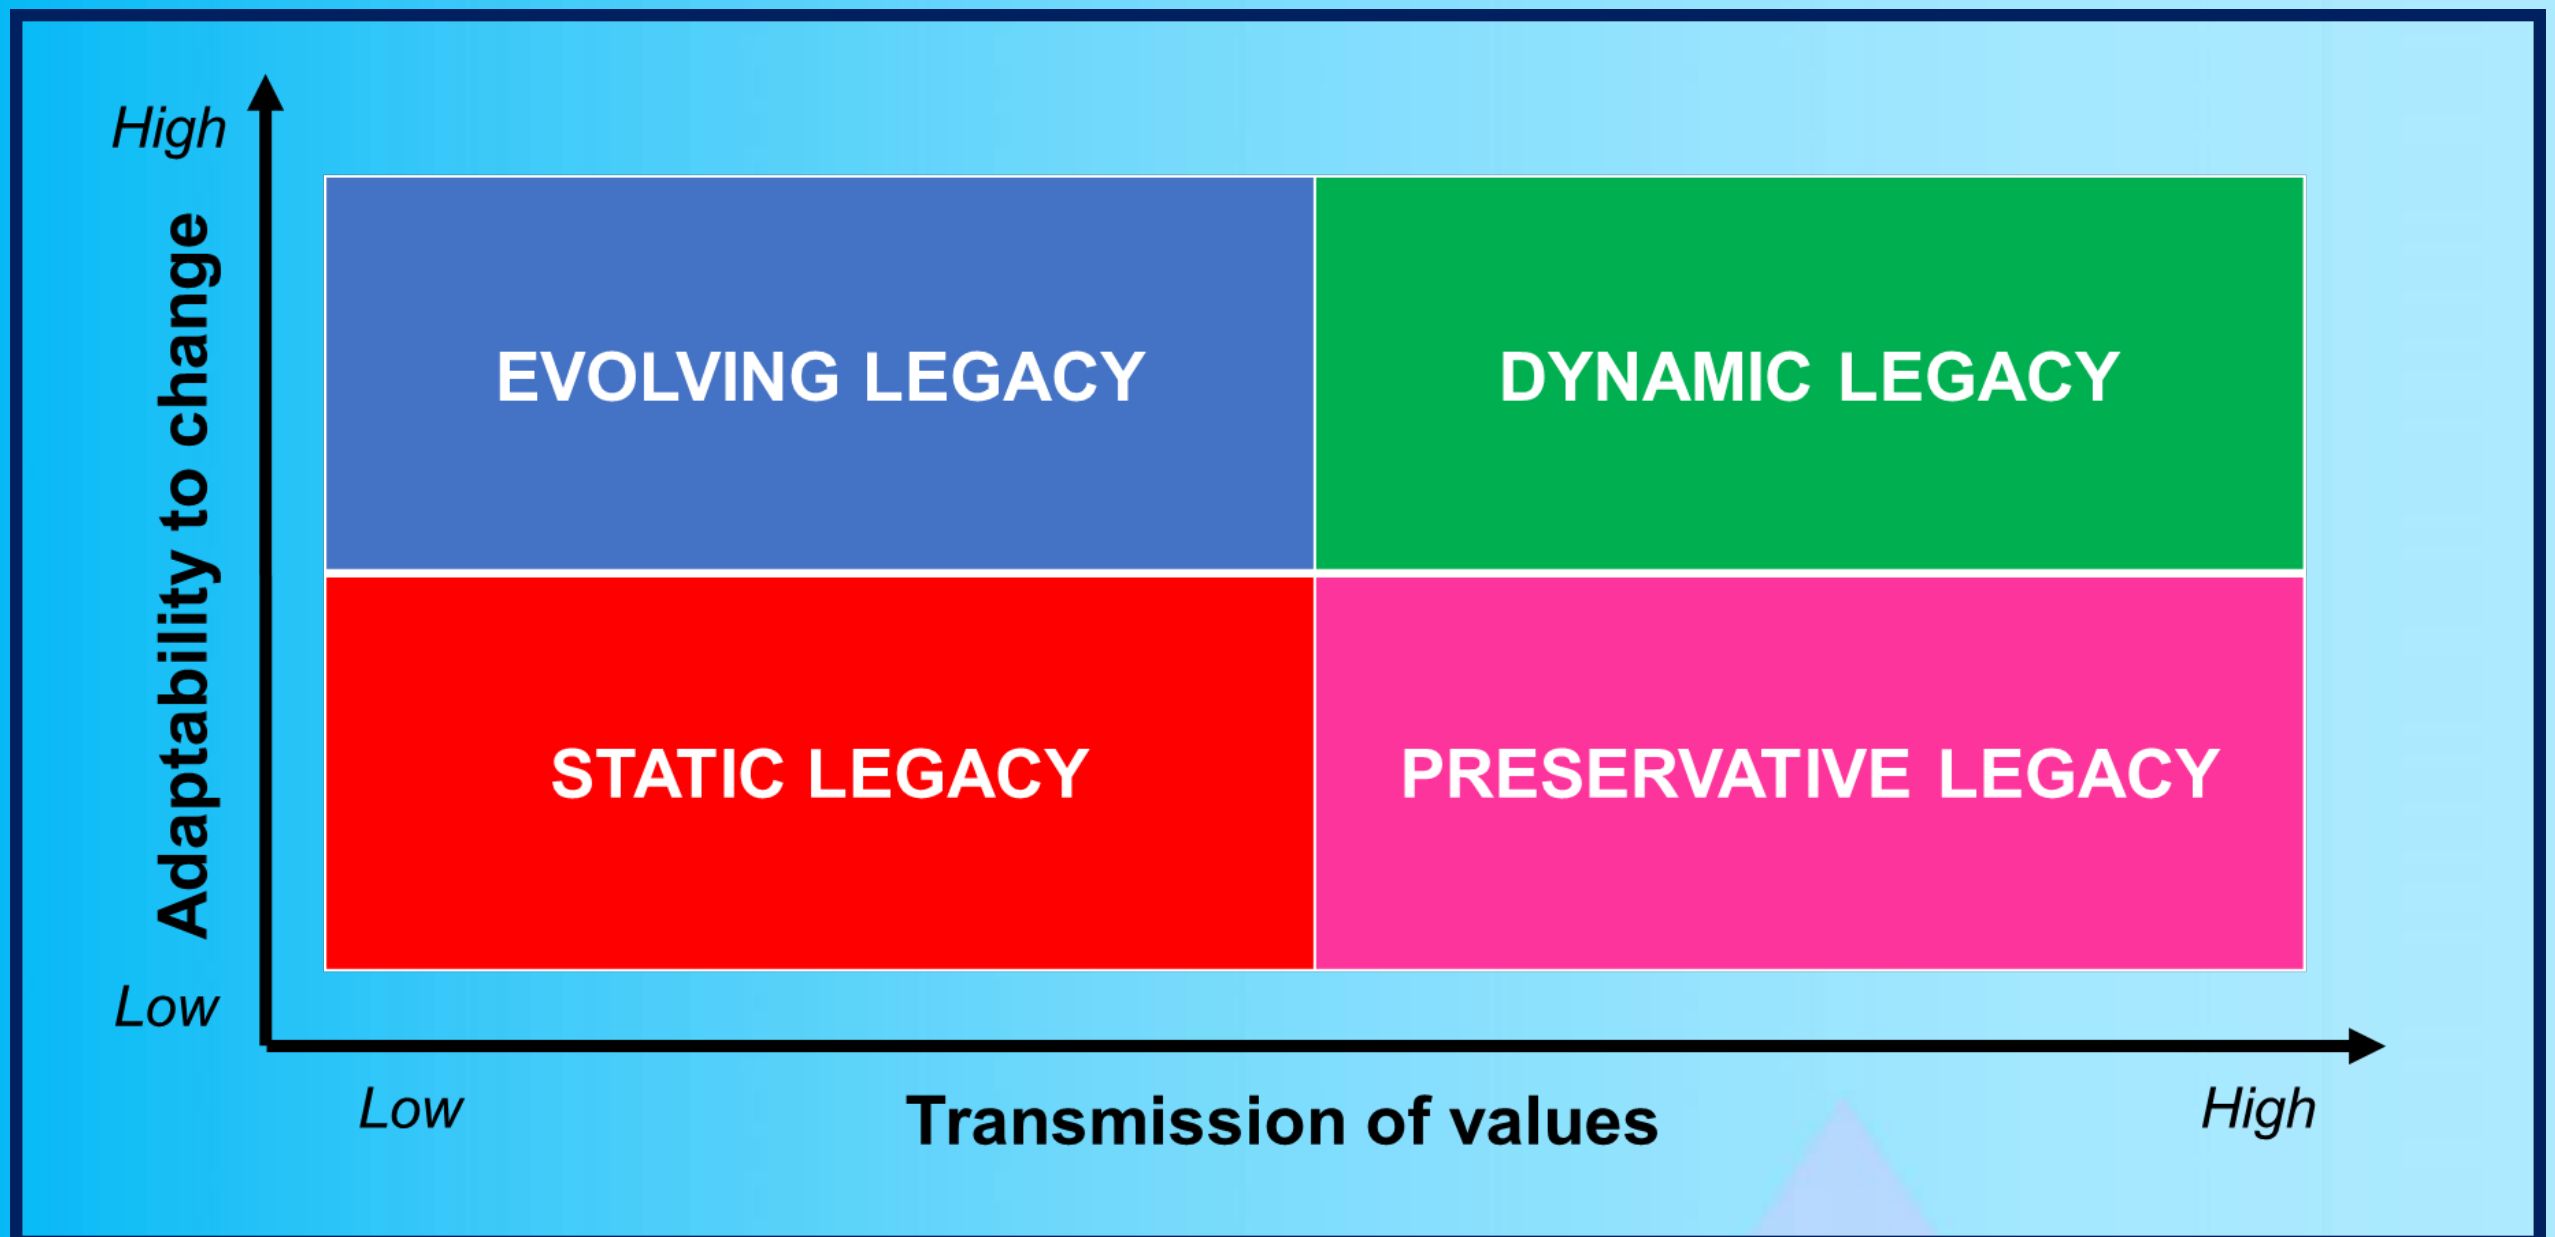 High
Adaptability to change
EVOLVING LEGACY
DYNAMIC LEGACY
STATIC LEGACY
PRESERVATIVE LEGACY
Low
Low
Transmission of values
High